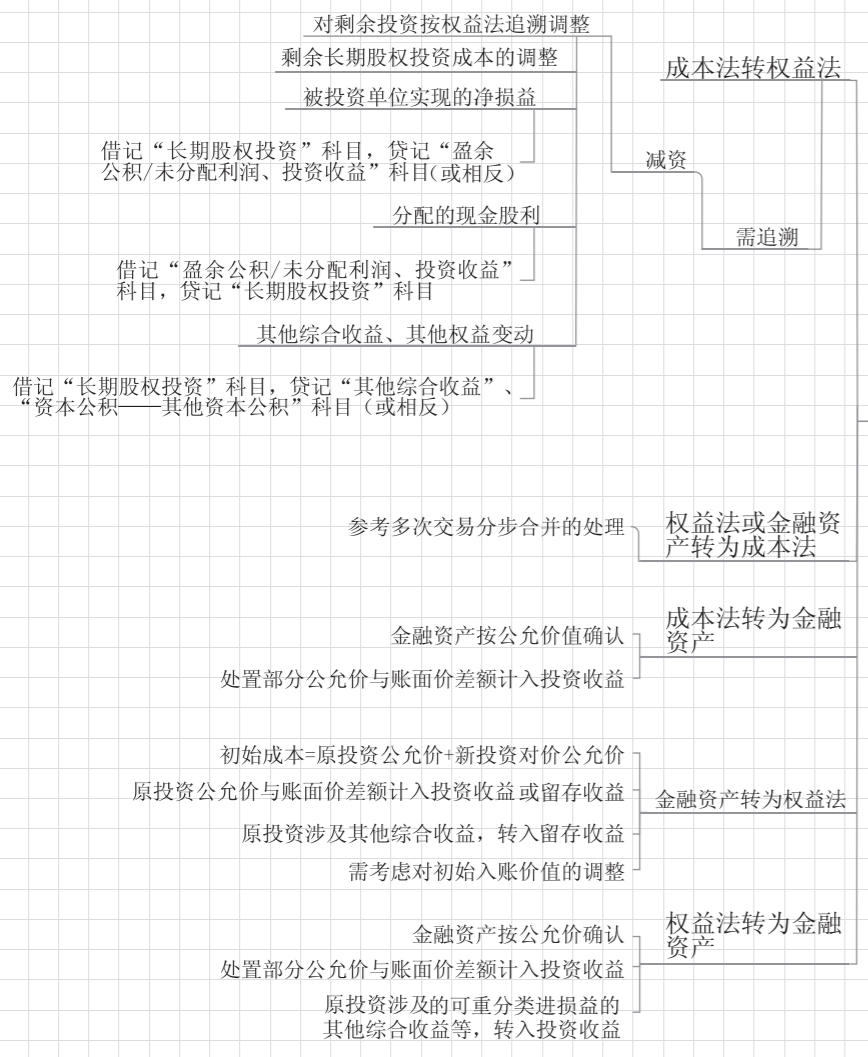 对剩余投资按权益法追溯调整
剩余长期股权投资成本的调整
成本法转权益法
被投资单位实现的净损益
借记“长期股权投资”科目，贷记“盈余
公积/未分配利润、投资收益”科目(或相反）
减资
分配的现金股利
需追溯
借记“盈余公积/未分配利润、投资收益”
科目，贷记“长期股权投资”科目
其他综合收益、其他权益变动
借记“长期股权投资”科目，贷记“其他综合收益”、
“资本公积——其他资本公积”科目（或相反）
参考多次交易分步合并的处理
权益法或金融资
产转为成本法
成本法转为金融
资产
金融资产按公允价值确认
处置部分公允价与账面价差额计入投资收益
初始成本=原投资公允价+新投资对价公允价
原投资公允价与账面价差额计入投资收益或留存收益
金融资产转为权益法
原投资涉及其他综合收益，转入留存收益
需考虑对初始入账价值的调整
权益法转为金融
资产
金融资产按公允价确认
处置部分公允价与账面价差额计入投资收益
原投资涉及的可重分类进损益的
其他综合收益等，转入投资收益